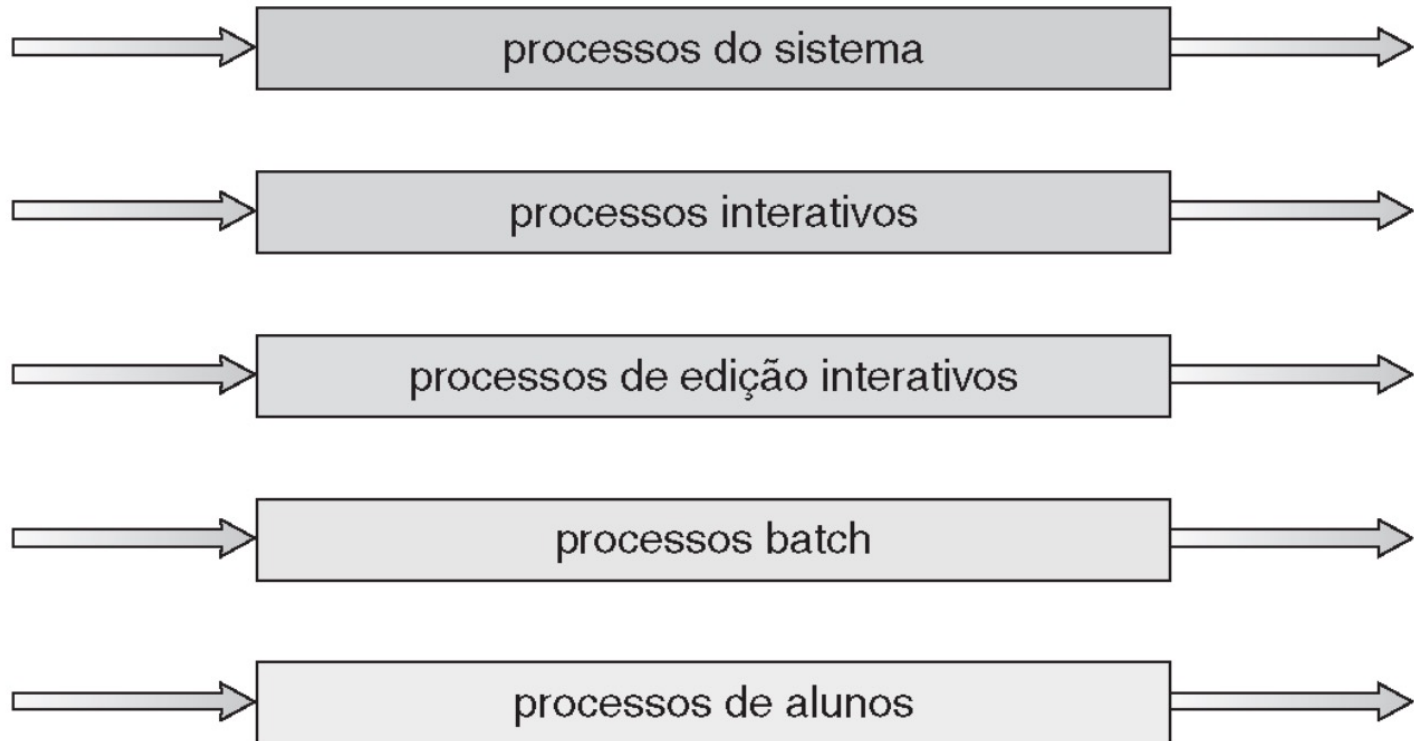 processos do sistema
processos interativos
processos de edição interativos
processos batch
processos de alunos